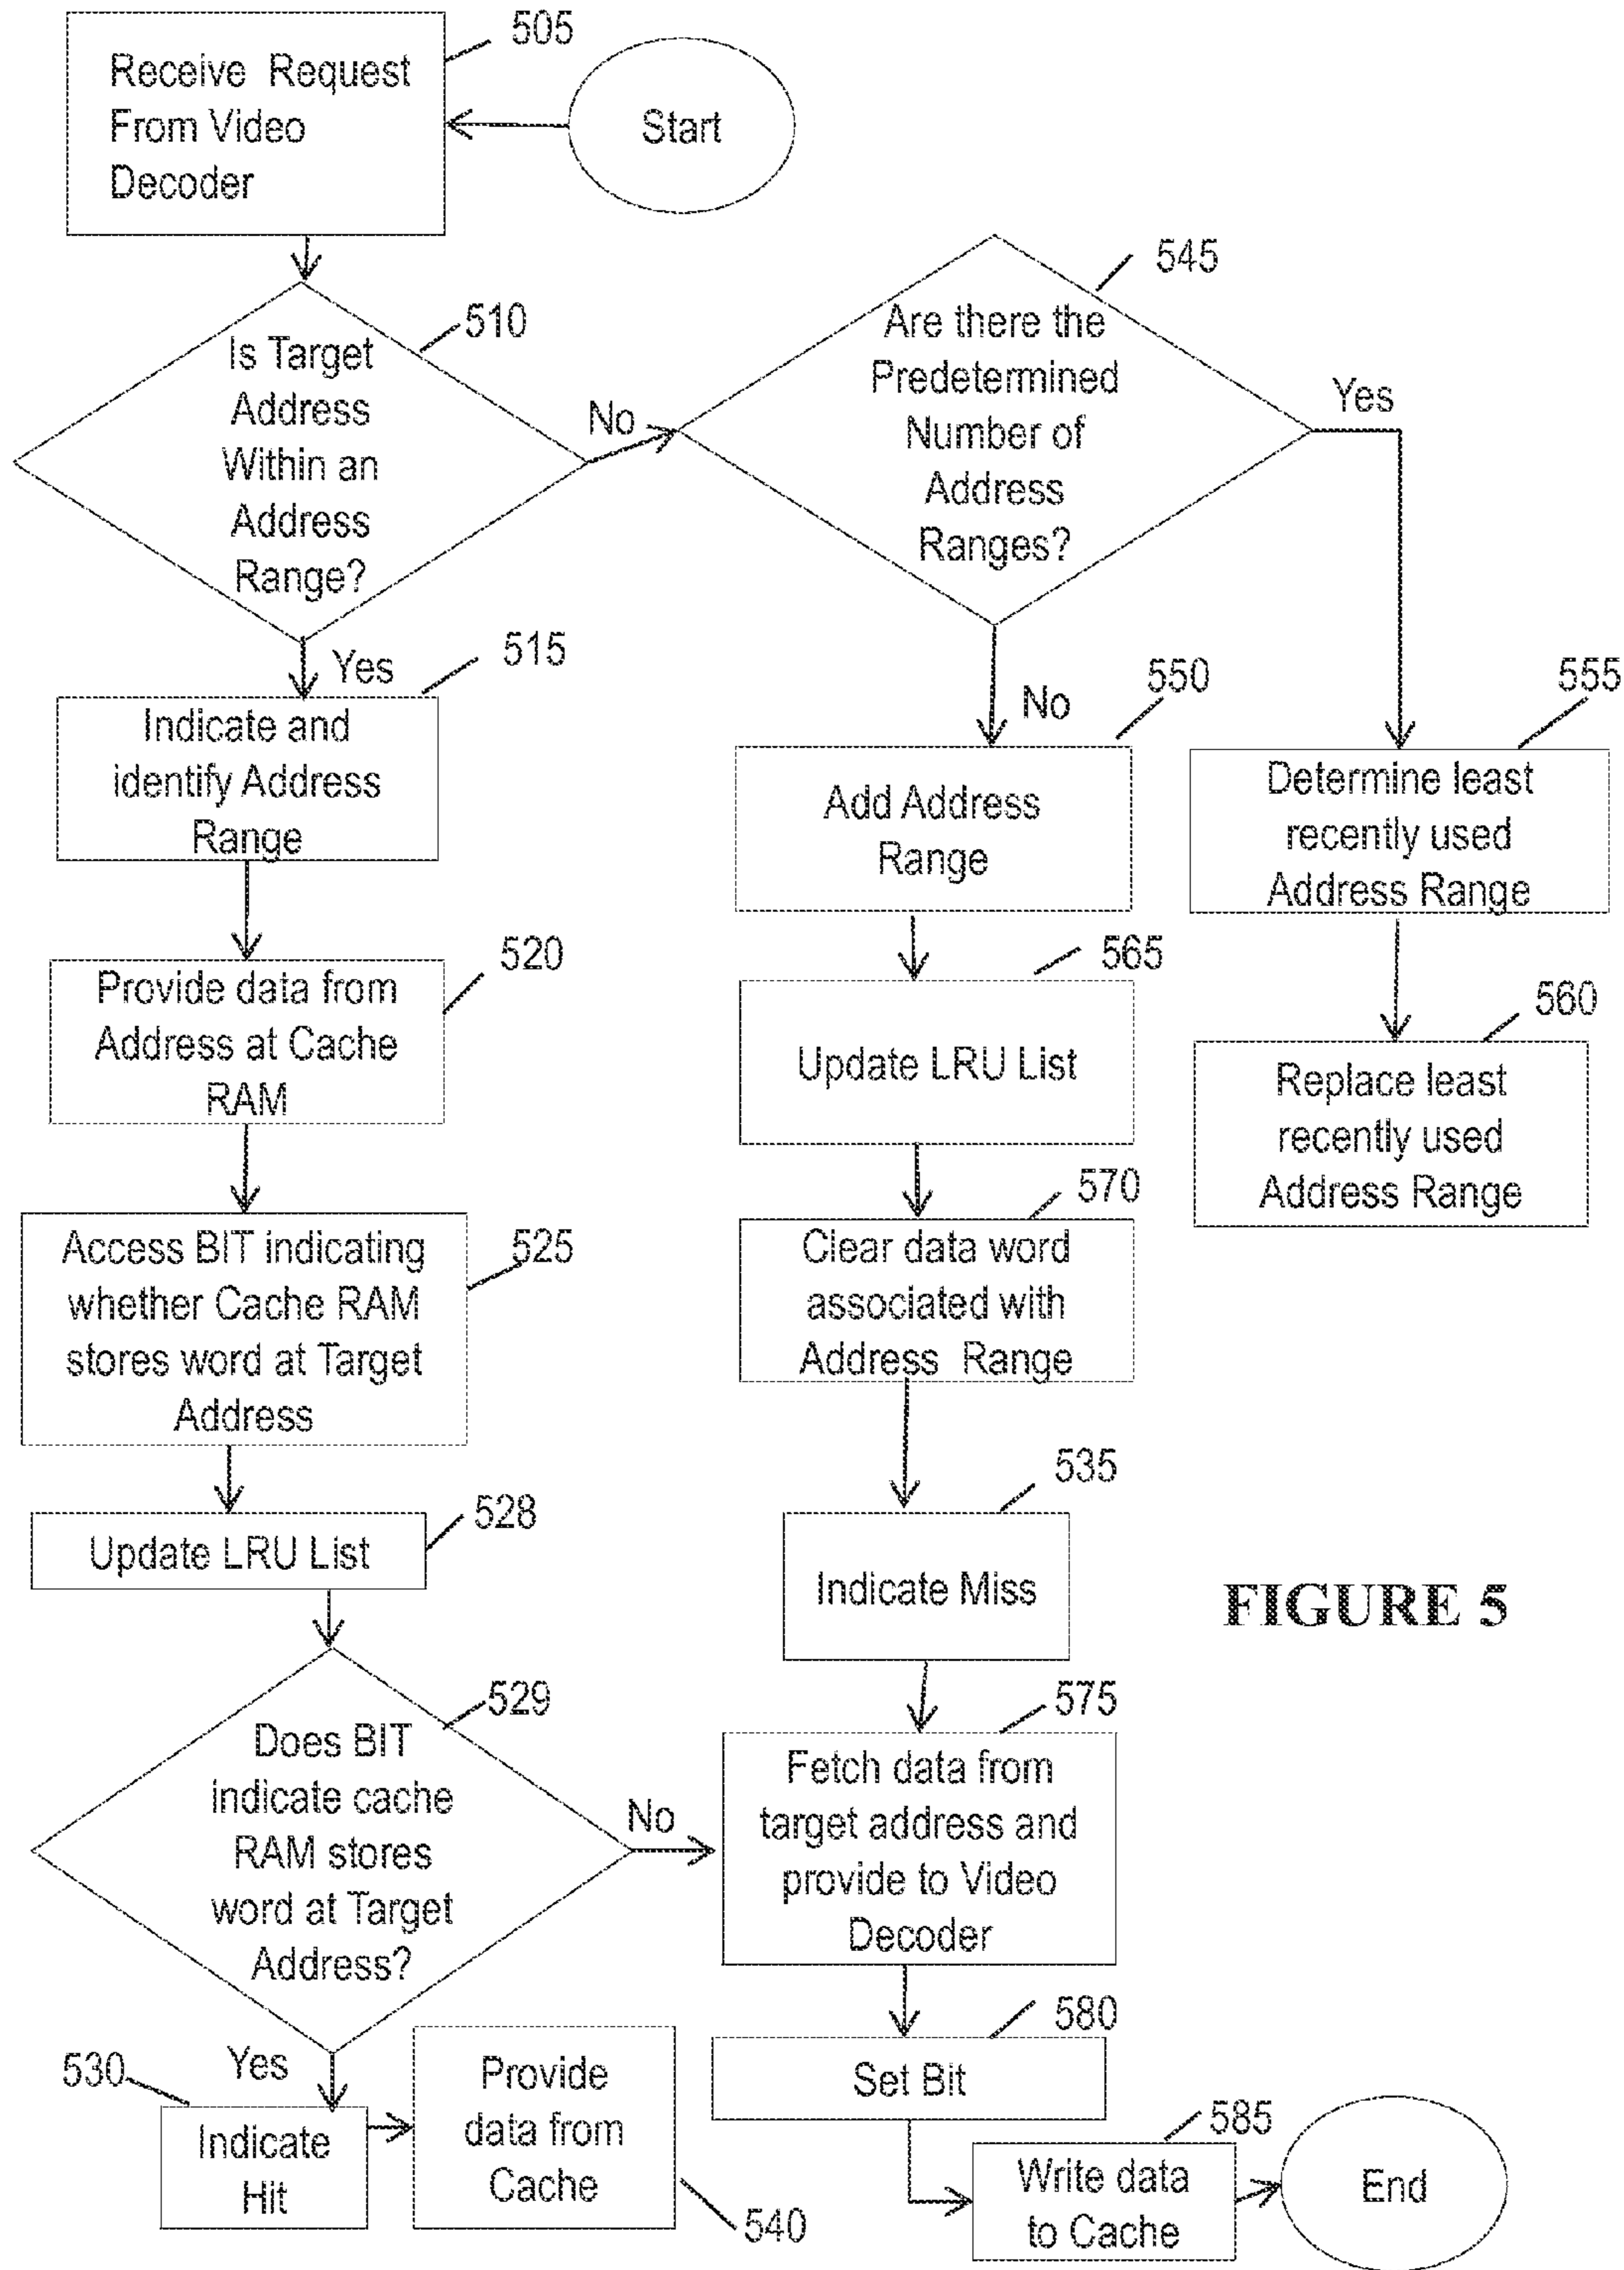 505
Receive Request
From Video
Decoder
Start
510
Is Target
Address
Within an
Address
Range?
No
545
Are there the
Predetermined
Number of
Address
Ranges?
Yes
Yes
515
Indicate and
identify Address
Range
No
550
Add Address
Range
555
Determine least
recently used
Address Range
520
Provide data from
Address at Cache
RAM
565
Update LRU List
560
Replace least
recently used
Address Range
525
Access BIT indicating
whether Cache RAM
stores word at Target
Address
570
Clear data word
associated with
Address Range
528
Update LRU List
535
Indicate Miss
FIGURE 5
529
Does BIT
indicate cache
RAM stores
word at Target
Address?
No
575
Fetch data from
target address and
provide to Video
Decoder
Yes
530
Indicate
Hit
Provide
data from
Cache
540
580
Set Bit
585
Write data
to Cache
End